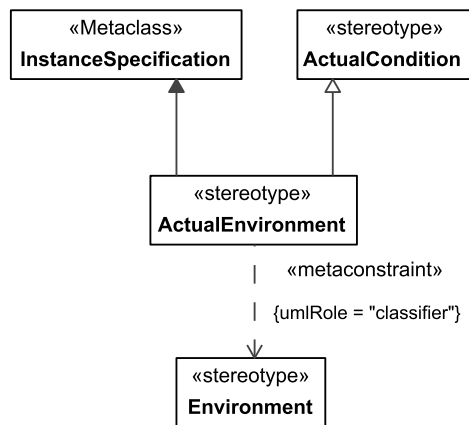 «Metaclass»
InstanceSpecification
«stereotype»
ActualCondition
«stereotype»
ActualEnvironment
«metaconstraint»
{umlRole = "classifier"}
«stereotype»
Environment